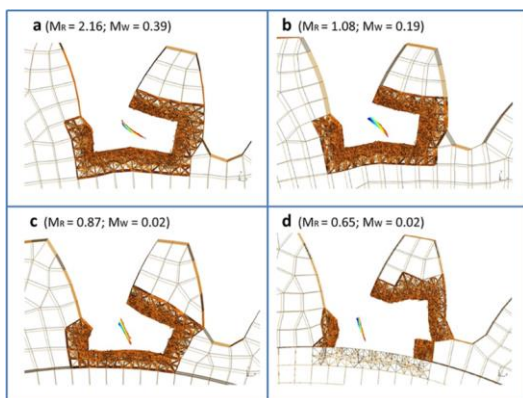 a (MR = 2.16; MW = 0.39)
b (MR = 1.08; MW = 0.19)
c (MR = 0.87; MW = 0.02)
d (MR = 0.65; MW = 0.02)